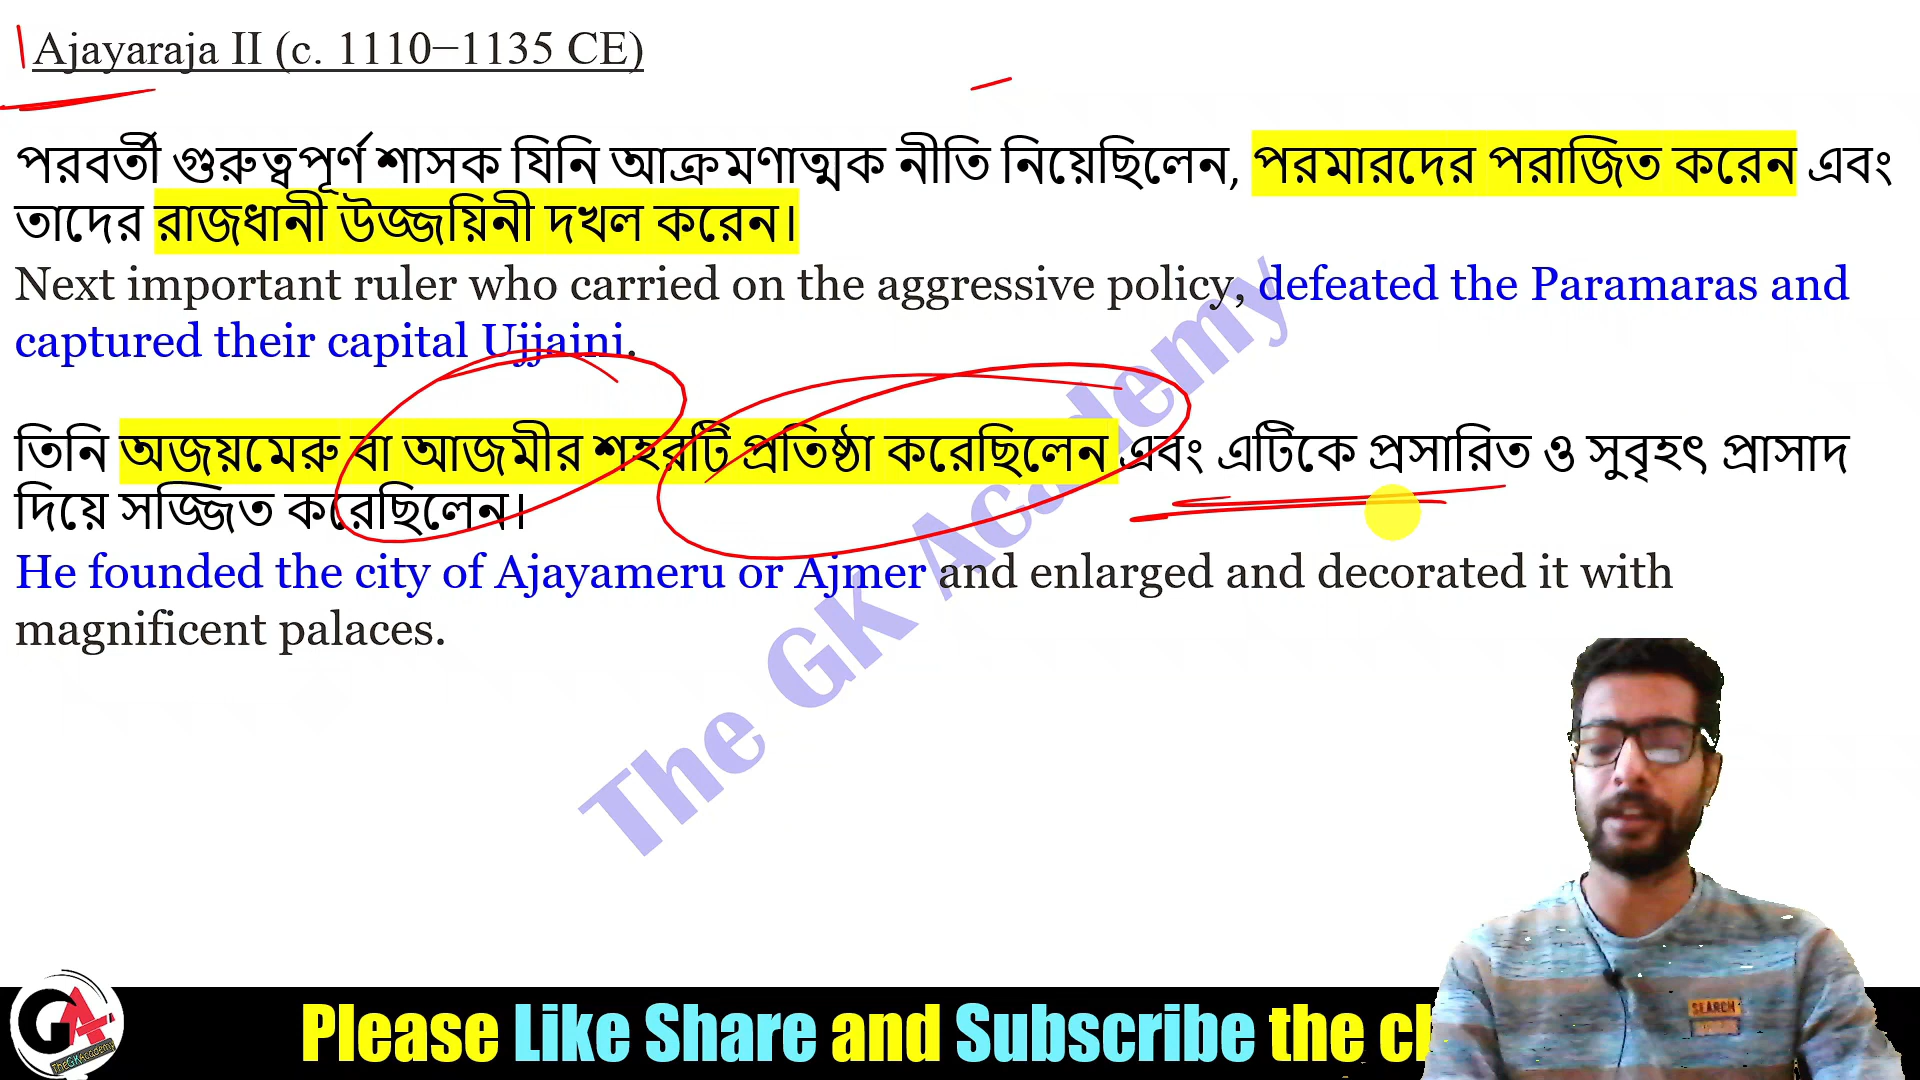 Ajayaraja II (c. 1110–1135 CE)
পরবর্তী গুরুত্বপূর্ণ শাসক যিনি আক্রমণাত্মক নীতি নিয়েছিলেন, পরমারদের পরাজিত করেন এবং
তাদের রাজধানী উজ্জয়িনী দখল করেন।
Next important ruler who carried on the aggressive policy, defeated the Paramaras and
captured their capital Ujjaini.
তিনি অজয়মেরু বা আজমীর শহরটি প্রতিষ্ঠা করেছিলেন এবং এটিকে প্রসারিত ও সুবৃহৎ প্রাসাদ
দিয়ে সজ্জিত করেছিলেন।
He founded the city of Ajayameru or Ajmer and enlarged and decorated it with
magnificent palaces.
The GK Academy
SEARCH
GA
TheGKAcademy
Please Like Share and Subscribe the